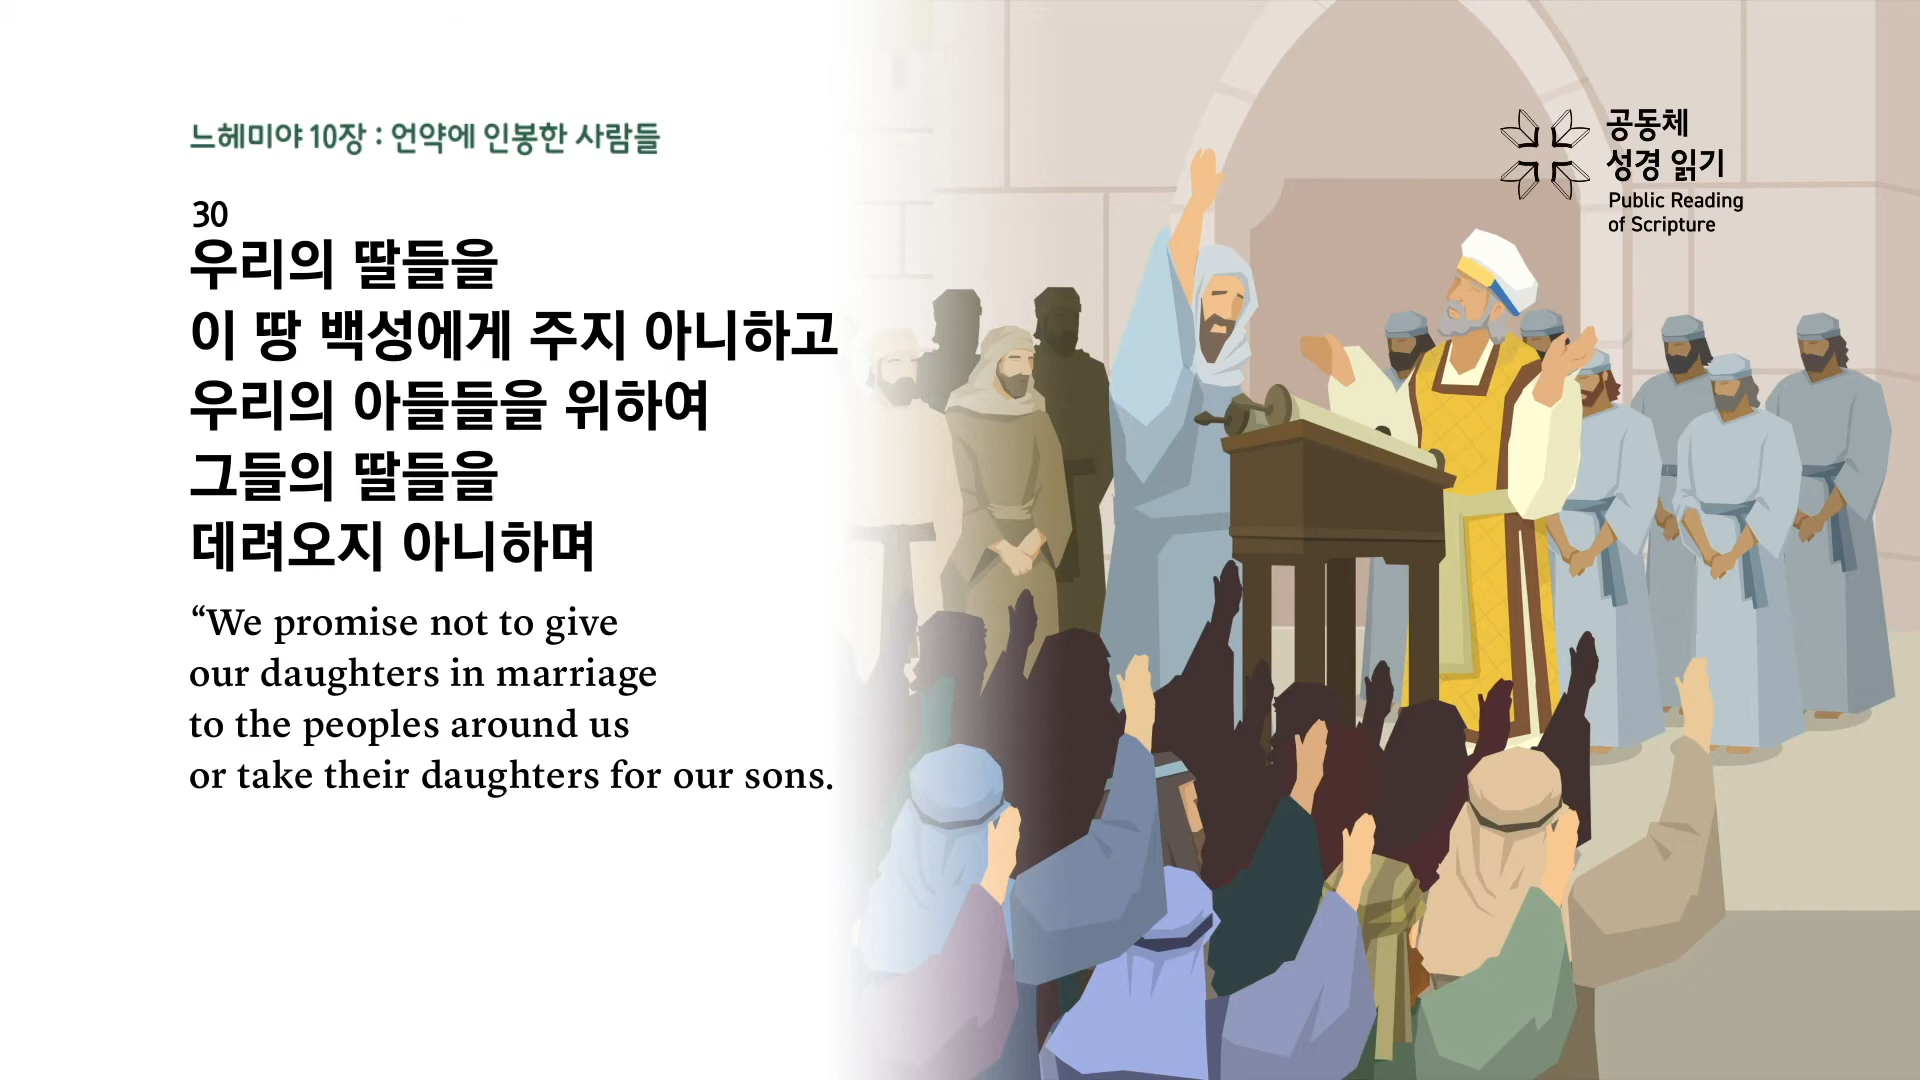 느헤미야 10장 : 언약에 인봉한 사람들
30
우리의 딸들을
이 땅 백성에게 주지 아니하고
우리의 아들들을 위하여
그들의 딸들을
데려오지 아니하며
“We promise not to give
our daughters in marriage
to the peoples around us
or take their daughters for our sons.
공동체
성경 읽기
Public Reading
of Scripture